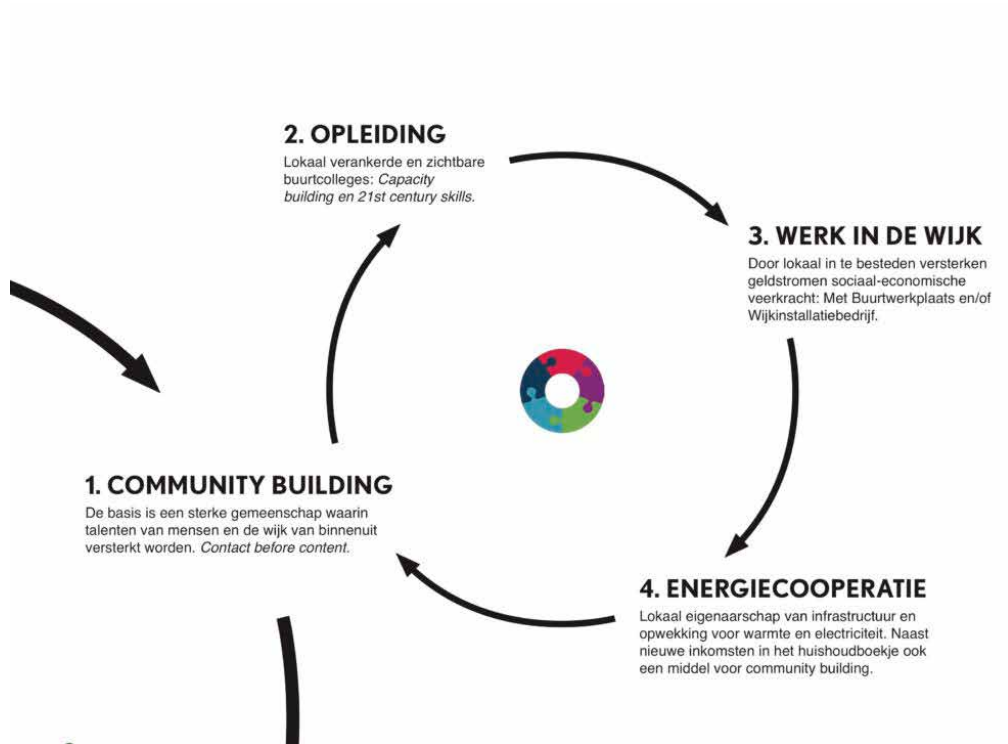 2. OPLEIDING
Lokaal verankerde en zichtbare
buurtcolleges: Capacity
building en 21st century skills.
3. WERK IN DE WIJK
Door lokaal in te besteden versterken
geldstromen sociaal-economische
veerkracht: Met Buurtwerkplaats en/of
Wijkinstallatiebedrijf.
1. COMMUNITY BUILDING
De basis is een sterke gemeenschap waarin
talenten van mensen en de wijk van binnenuit
versterkt worden. Contact before content.
4. ENERGIECOOPERATIE
Lokaal eigenaarschap van infrastructuur en
opwekking voor warmte en electriciteit. Naast
nieuwe inkomsten in het huishoudboekje ook
een middel voor community building.